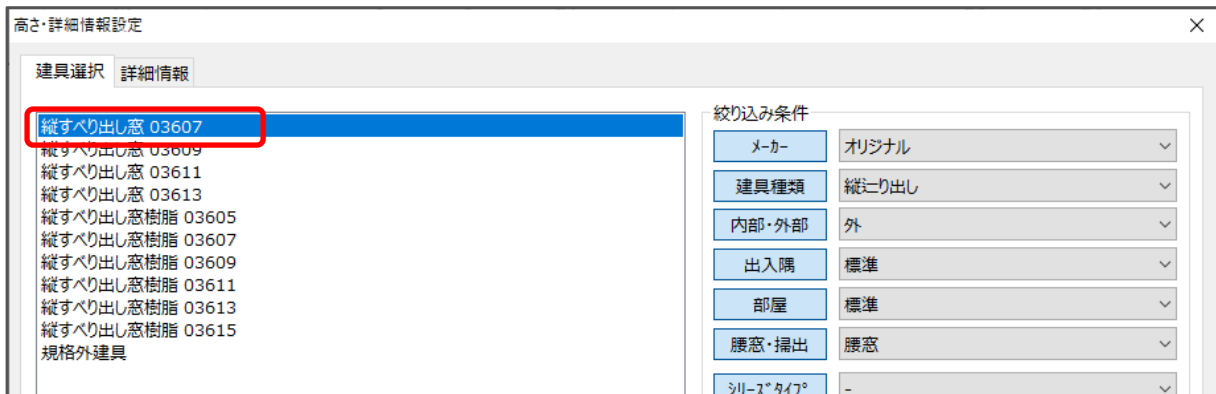 高さ・詳細情報設定
建具選択 詳細情報
縦すべり出し窓 03607
縦すべり出し窓 03609
縦すべり出し窓 03611
縦すべり出し窓 03613
縦すべり出し窓樹脂 03605
縦すべり出し窓樹脂 03607
縦すべり出し窓樹脂 03609
縦すべり出し窓樹脂 03611
縦すべり出し窓樹脂 03613
縦すべり出し窓樹脂 03615
規格外建具
絞り込み条件
ﾒｰｶｰ オリジナル
建具種類 縦辷り出し
内部・外部 外
出入隅 標準
部屋 標準
腰窓・掃出 腰窓
ｼﾘｰｽﾞﾀｲﾌﾟ -